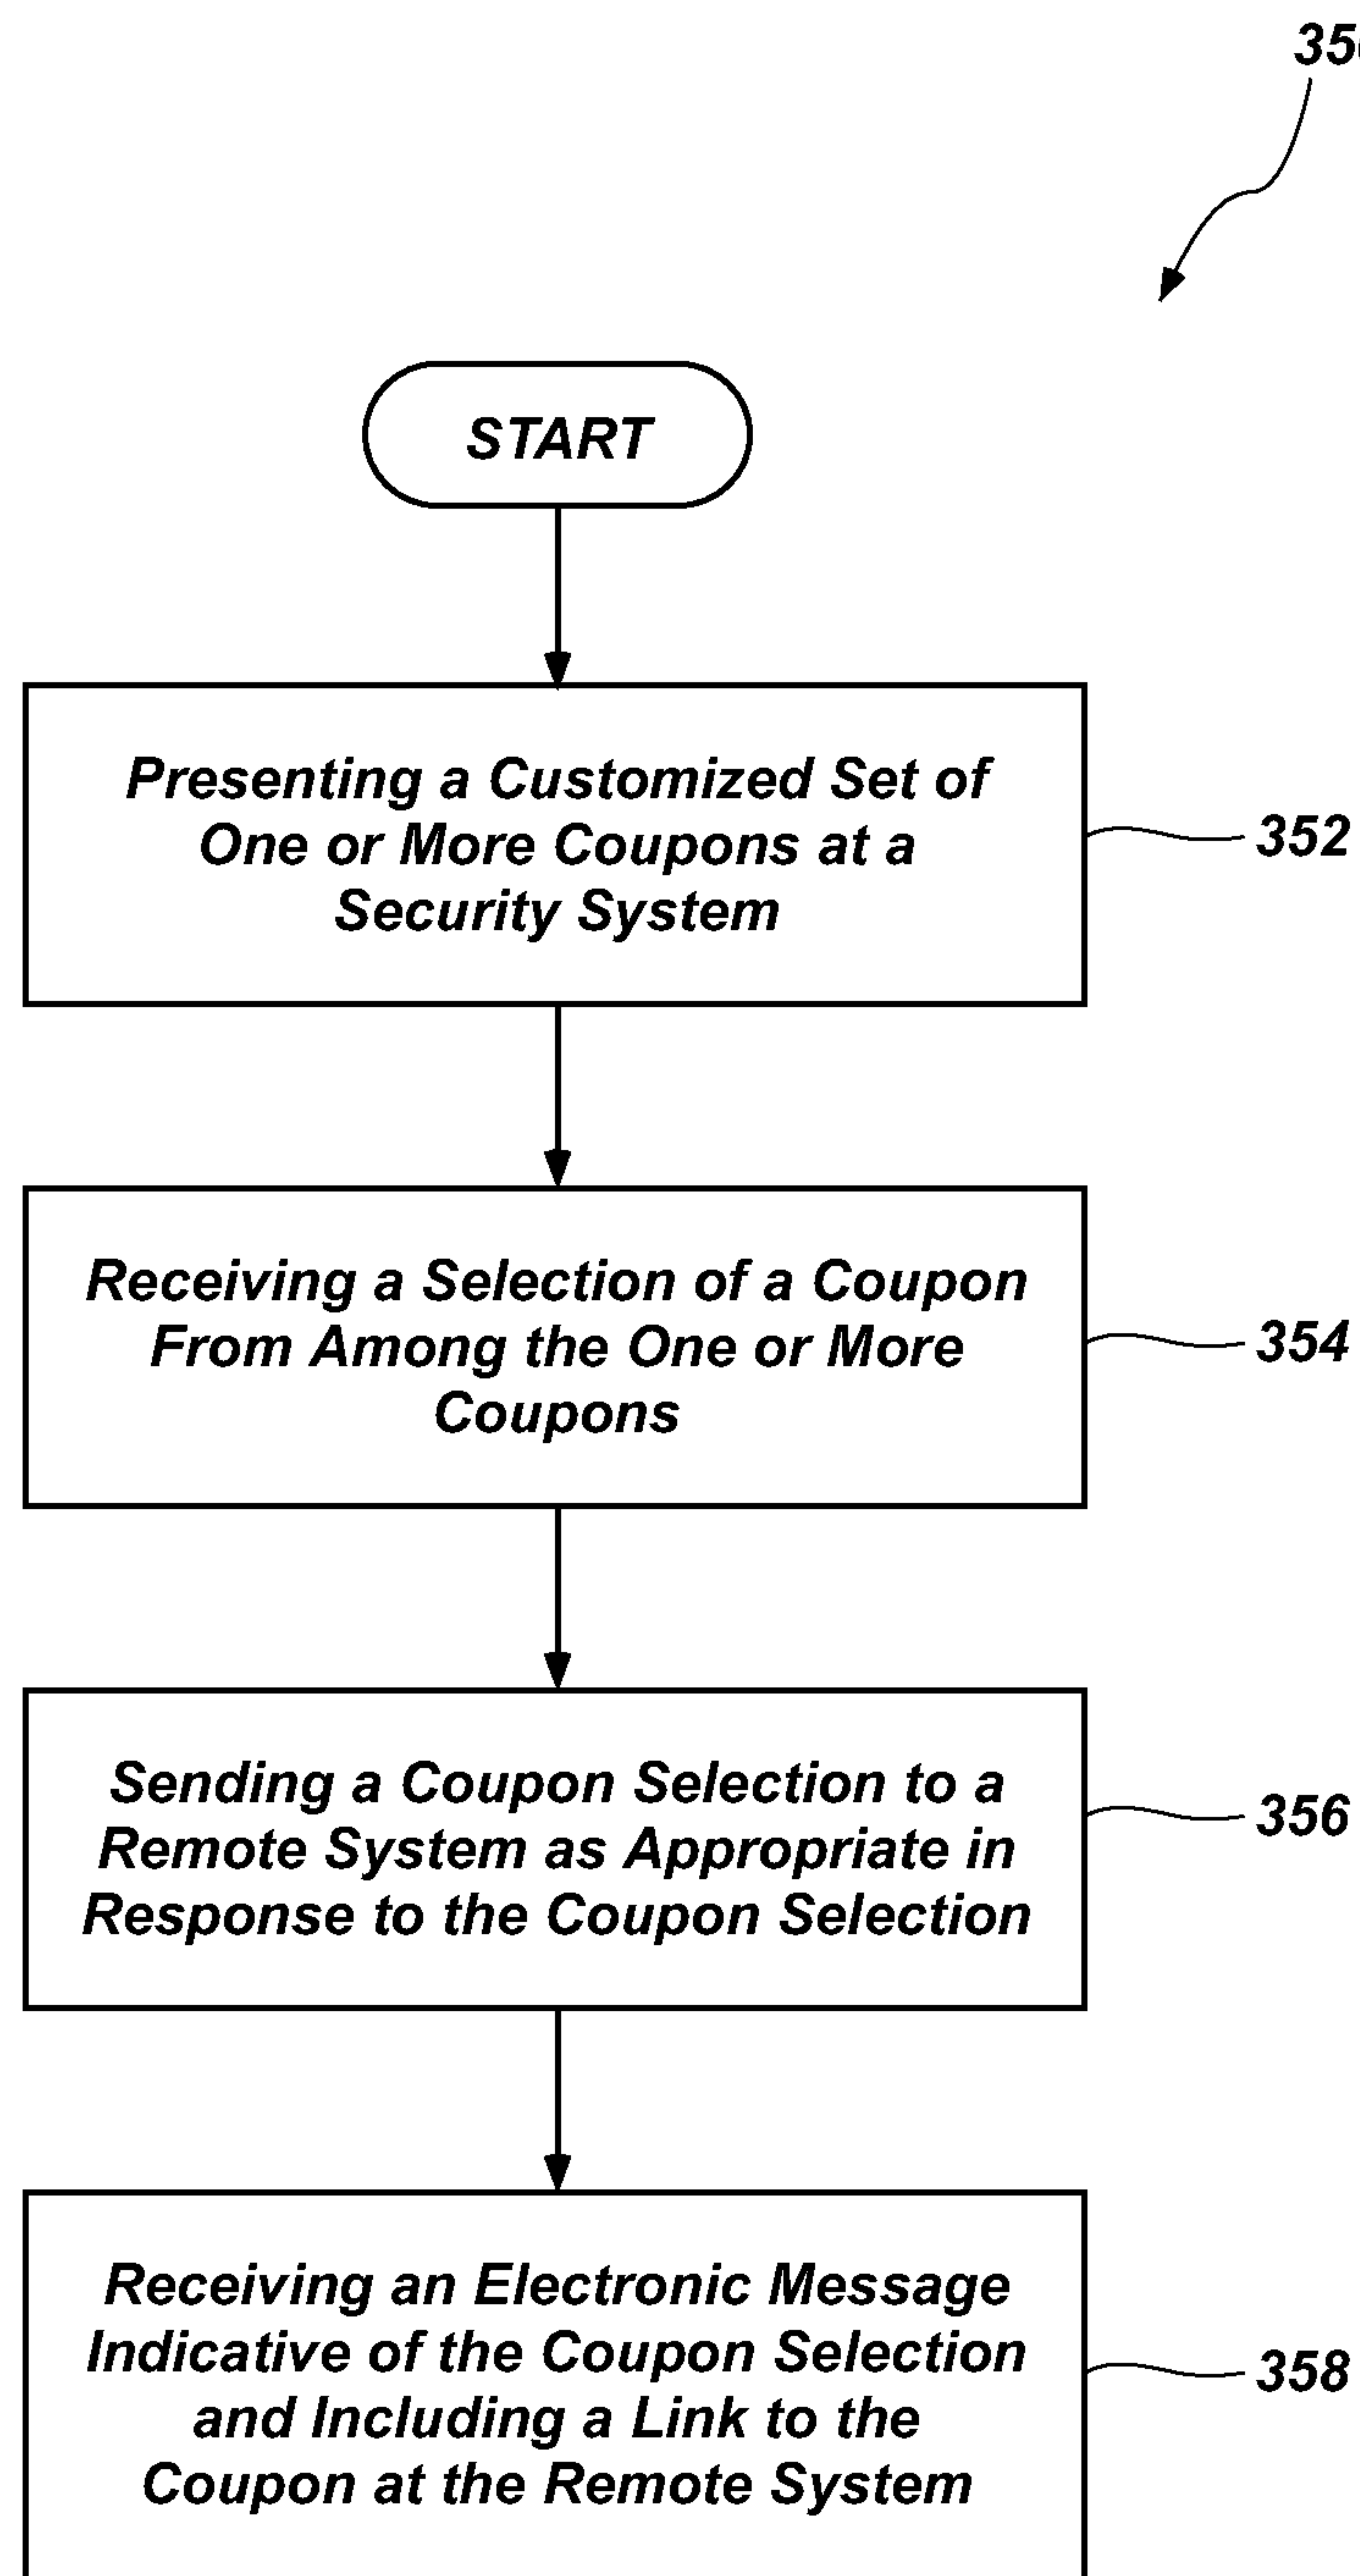 START
Presenting a Customized Set of
One or More Coupons at a
Security System
352
Receiving a Selection of a Coupon
From Among the One or More
Coupons
354
Sending a Coupon Selection to a
Remote System as Appropriate in
Response to the Coupon Selection
356
Receiving an Electronic Message
Indicative of the Coupon Selection
and Including a Link to the
Coupon at the Remote System
358